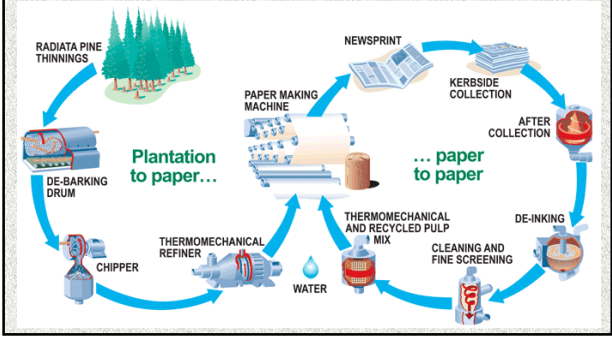 RADIATA PINE
THINNINGS
DE-BARKING
DRUM
CHIPPER
THERMOMECHANICAL
REFINER
Plantation
to paper...
PAPER MAKING
MACHINE
WATER
NEWSPRINT
KERBSIDE
COLLECTION
AFTER
COLLECTION
... paper
to paper
DE-INKING
CLEANING AND
FINE SCREENING
THERMOMECHANICAL
AND RECYCLED PULP
MIX